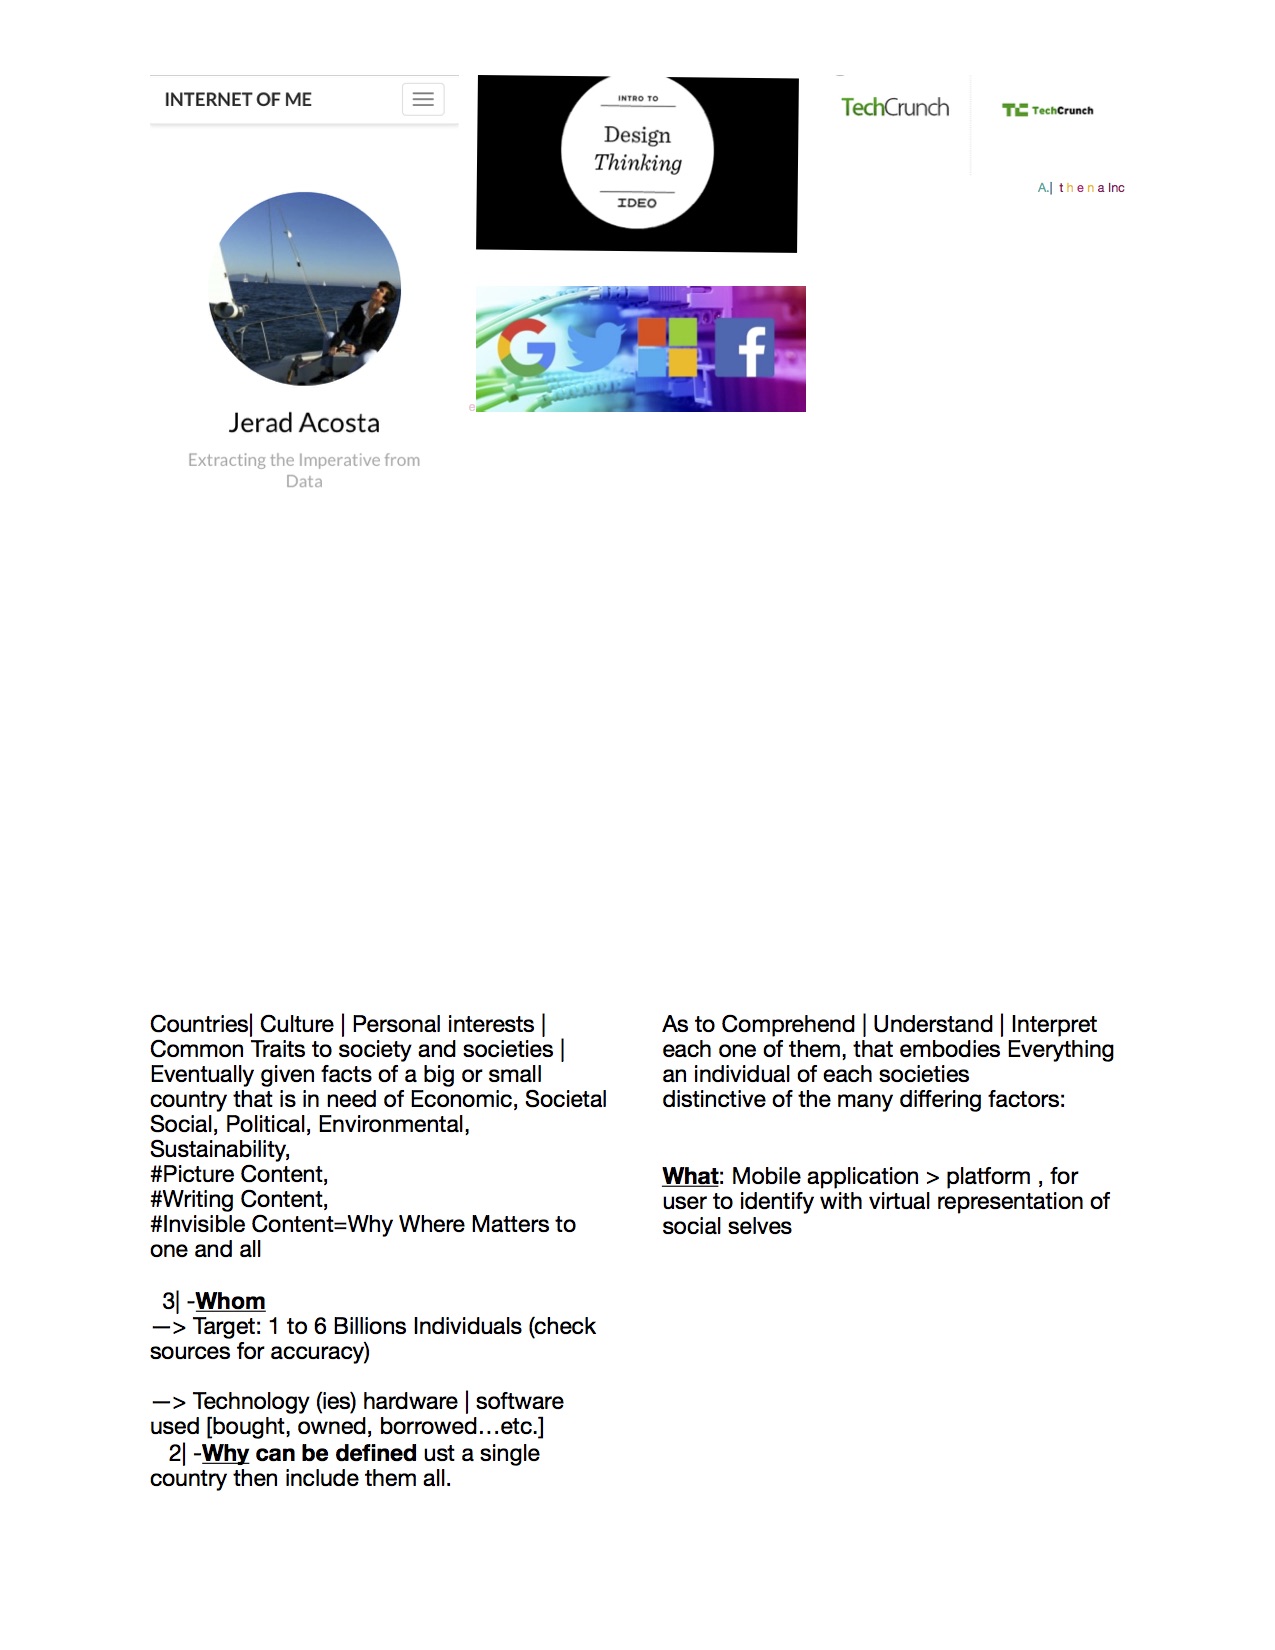 INTERNET OF ME
Jerad Acosta
Extracting the Imperative from
Data
INTRO TO
Design
Thinking
IDEO
e
TechCrunch
TC TechCrunch
A.| t h e n a Inc
Countries| Culture | Personal interests |
Common Traits to society and societies |
Eventually given facts of a big or small
country that is in need of Economic, Societal
Social, Political, Environmental,
Sustainability,
#Picture Content,
#Writing Content,
#Invisible Content=Why Where Matters to
one and all
3| -Whom
—> Target: 1 to 6 Billions Individuals (check
sources for accuracy)
—> Technology (ies) hardware | software
used [bought, owned, borrowed…etc.]
2| -Why can be defined ust a single
country then include them all.
As to Comprehend | Understand | Interpret
each one of them, that embodies Everything
an individual of each societies
distinctive of the many differing factors:
What: Mobile application > platform , for
user to identify with virtual representation of
social selves